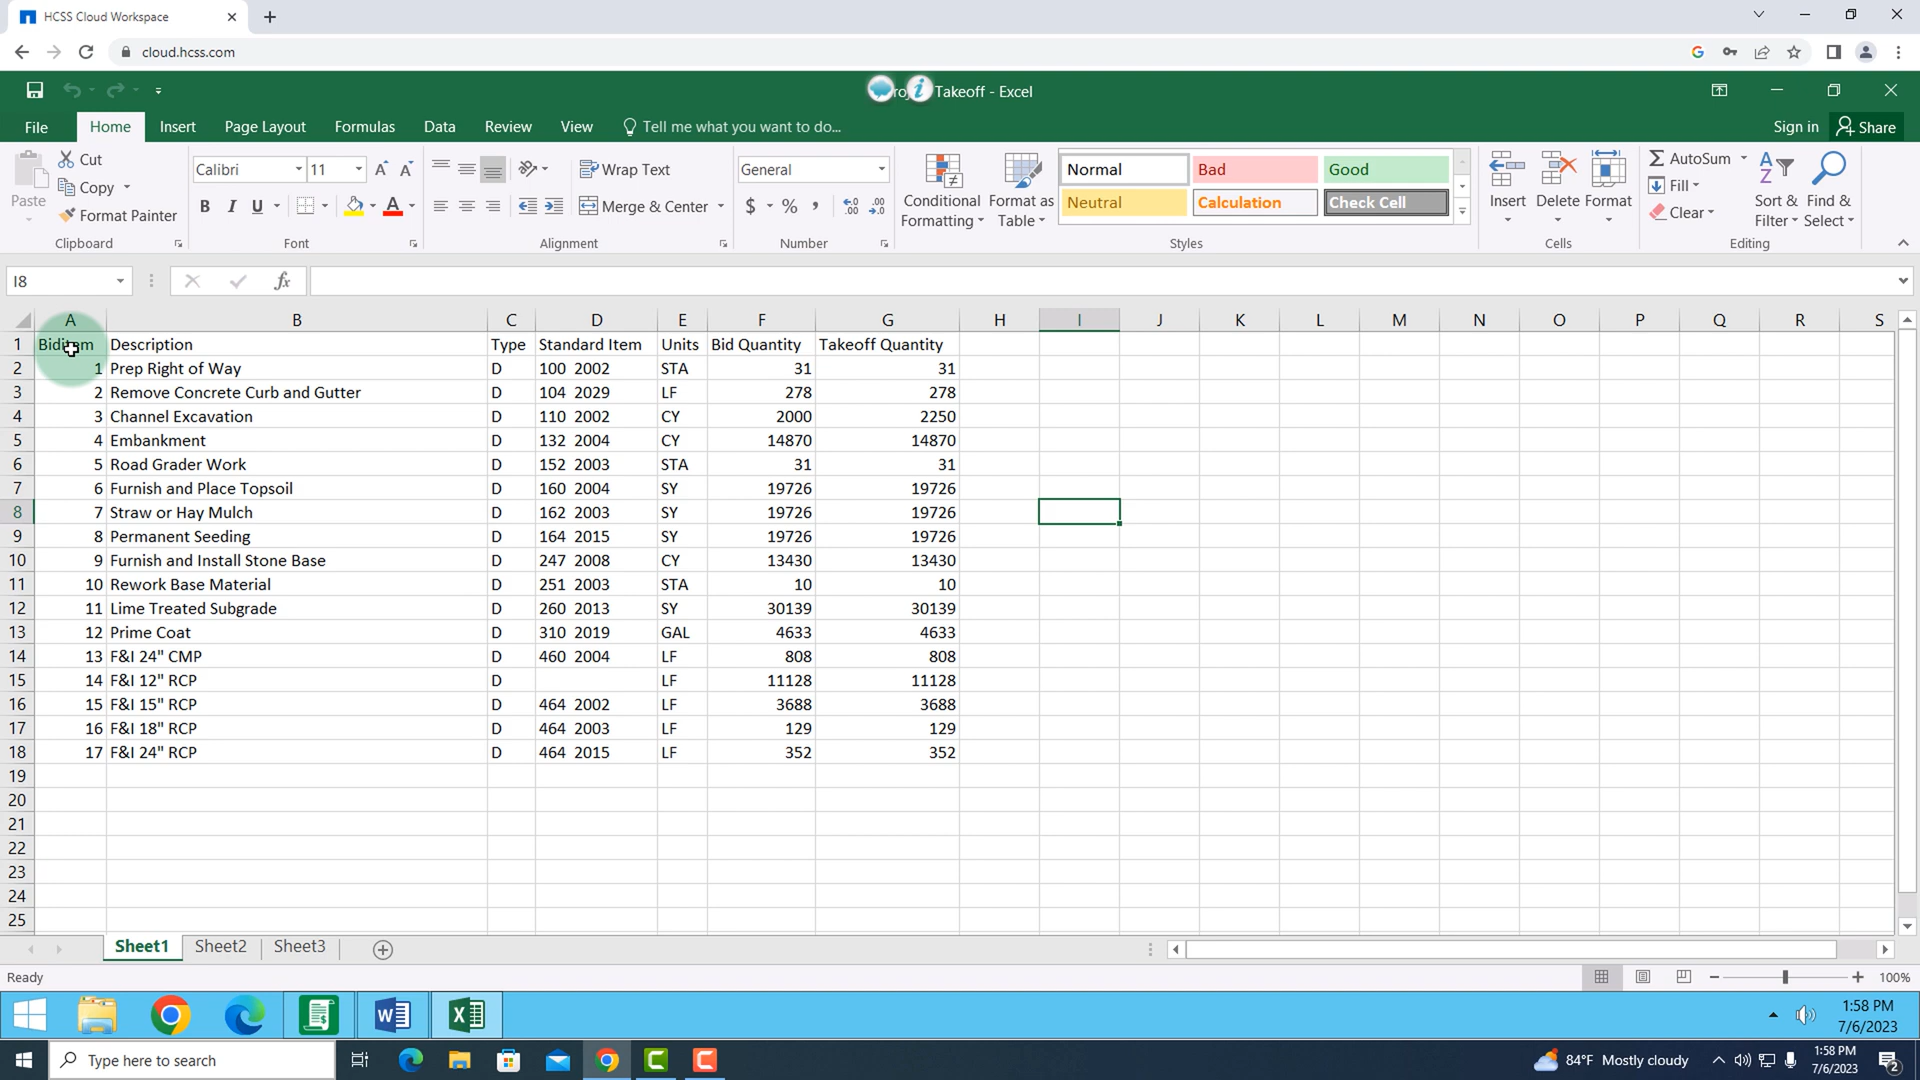 HCSS Cloud Workspace
cloud.hcss.com
Takeoff - Excel
File Home Insert Page Layout Formulas Data Review View Tell me what you want to do... Sign in Share
Paste Cut Copy Format Painter Clipboard
Calibri 11 B I U A Font
Wrap Text Merge & Center Alignment
General $ % Number
Conditional Formatting Format as Table Normal Bad Good Neutral Calculation Check Cell Styles
Insert Delete Format Cells
AutoSum Fill Clear Sort & Filter Find & Select Editing
I8 fx
A B C D E F G H I J K L M N O P Q R S
1 BidItem Description Type Standard Item Units Bid Quantity Takeoff Quantity
2 1 Prep Right of Way D 100 2002 STA 31 31
3 2 Remove Concrete Curb and Gutter D 104 2029 LF 278 278
4 3 Channel Excavation D 110 2002 CY 2000 2250
5 4 Embankment D 132 2004 CY 14870 14870
6 5 Road Grader Work D 152 2003 STA 31 31
7 6 Furnish and Place Topsoil D 160 2004 SY 19726 19726
8 7 Straw or Hay Mulch D 162 2003 SY 19726 19726
9 8 Permanent Seeding D 164 2015 SY 19726 19726
10 9 Furnish and Install Stone Base D 247 2008 CY 13430 13430
11 10 Rework Base Material D 251 2003 STA 10 10
12 11 Lime Treated Subgrade D 260 2013 SY 30139 30139
13 12 Prime Coat D 310 2019 GAL 4633 4633
14 13 F&I 24" CMP D 460 2004 LF 808 808
15 14 F&I 12" RCP D LF 11128 11128
16 15 F&I 15" RCP D 464 2002 LF 3688 3688
17 16 F&I 18" RCP D 464 2003 LF 129 129
18 17 F&I 24" RCP D 464 2015 LF 352 352
19
20
21
22
23
24
25
Sheet1 Sheet2 Sheet3
Ready 100%
1:58 PM
7/6/2023
Type here to search 84°F Mostly cloudy 1:58 PM
7/6/2023 2